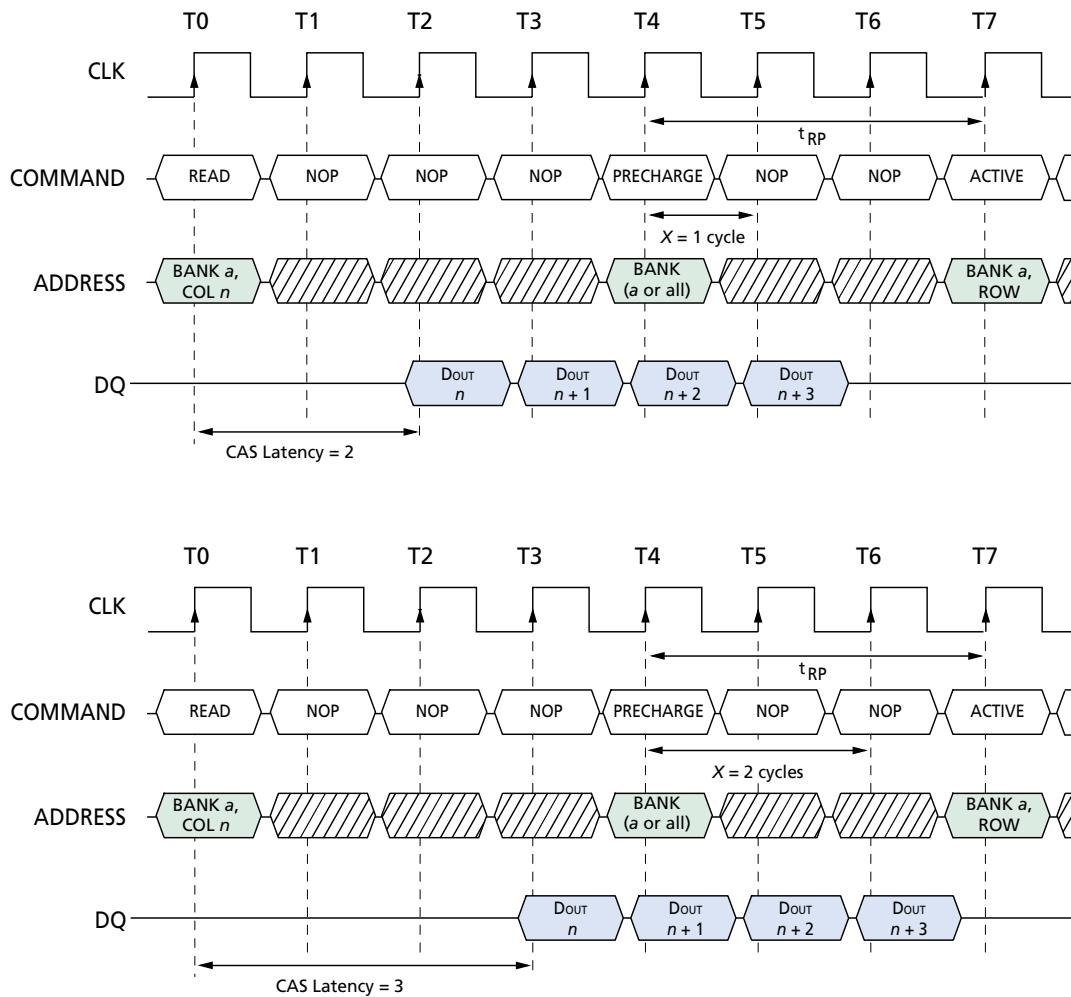 T0 T1 T2 T3 T4 T5 T6 T7
CLK
tRP
COMMAND READ NOP NOP NOP PRECHARGE NOP NOP ACTIVE
X = 1 cycle
ADDRESS BANK a, BANK BANK a,
COL n (a or all) ROW
DQ DOUT DOUT DOUT DOUT
n n + 1 n + 2 n + 3
CAS Latency = 2
T0 T1 T2 T3 T4 T5 T6 T7
CLK
tRP
COMMAND READ NOP NOP NOP PRECHARGE NOP NOP ACTIVE
X = 2 cycles
ADDRESS BANK a, BANK BANK a,
COL n (a or all) ROW
DQ DOUT DOUT DOUT DOUT
n n + 1 n + 2 n + 3
CAS Latency = 3